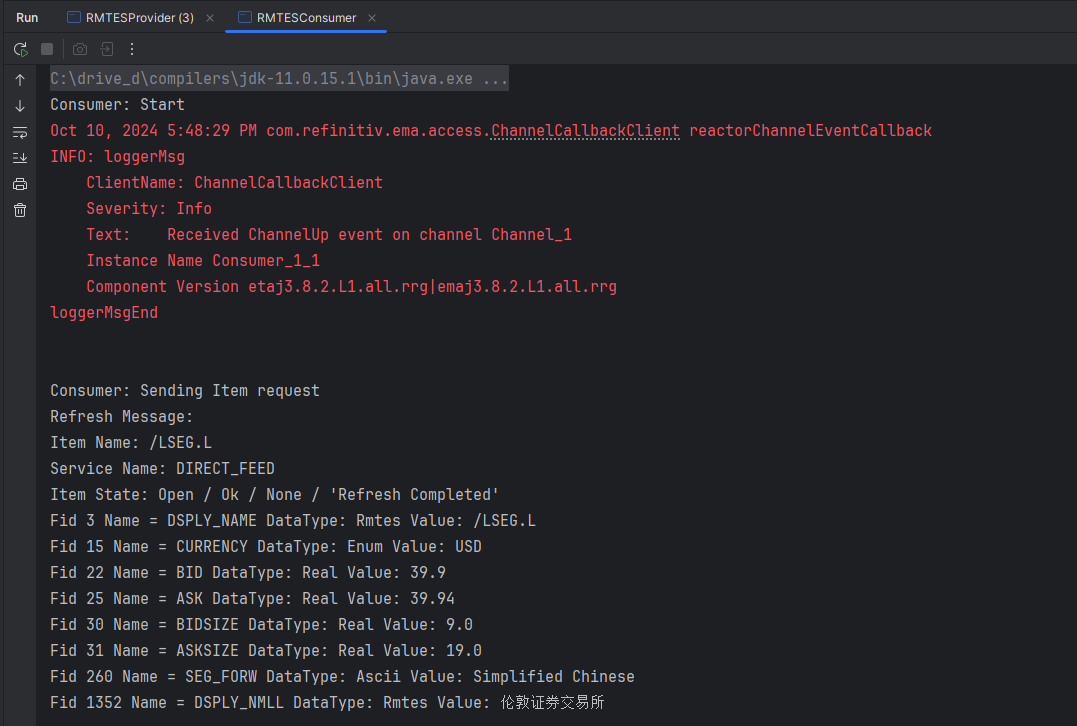 Run RMTESProvider (3) RMTESConsumer
C:\drive_d\compilers\jdk-11.0.15.1\bin\java.exe ...
Consumer: Start
Oct 10, 2024 5:48:29 PM com.refinitiv.ema.access.ChannelCallbackClient reactorChannelEventCallback
INFO: loggerMsg
    ClientName: ChannelCallbackClient
    Severity: Info
    Text:    Received ChannelUp event on channel Channel_1
    Instance Name Consumer_1_1
    Component Version etaj3.8.2.L1.all.rrg|emaj3.8.2.L1.all.rrg
loggerMsgEnd
Consumer: Sending Item request
Refresh Message:
Item Name: /LSEG.L
Service Name: DIRECT_FEED
Item State: Open / Ok / None / 'Refresh Completed'
Fid 3 Name = DSPLY_NAME DataType: Rmtes Value: /LSEG.L
Fid 15 Name = CURRENCY DataType: Enum Value: USD
Fid 22 Name = BID DataType: Real Value: 39.9
Fid 25 Name = ASK DataType: Real Value: 39.94
Fid 30 Name = BIDSIZE DataType: Real Value: 9.0
Fid 31 Name = ASKSIZE DataType: Real Value: 19.0
Fid 260 Name = SEG_FORW DataType: Ascii Value: Simplified Chinese
Fid 1352 Name = DSPLY_NMLL DataType: Rmtes Value: 伦敦证券交易所